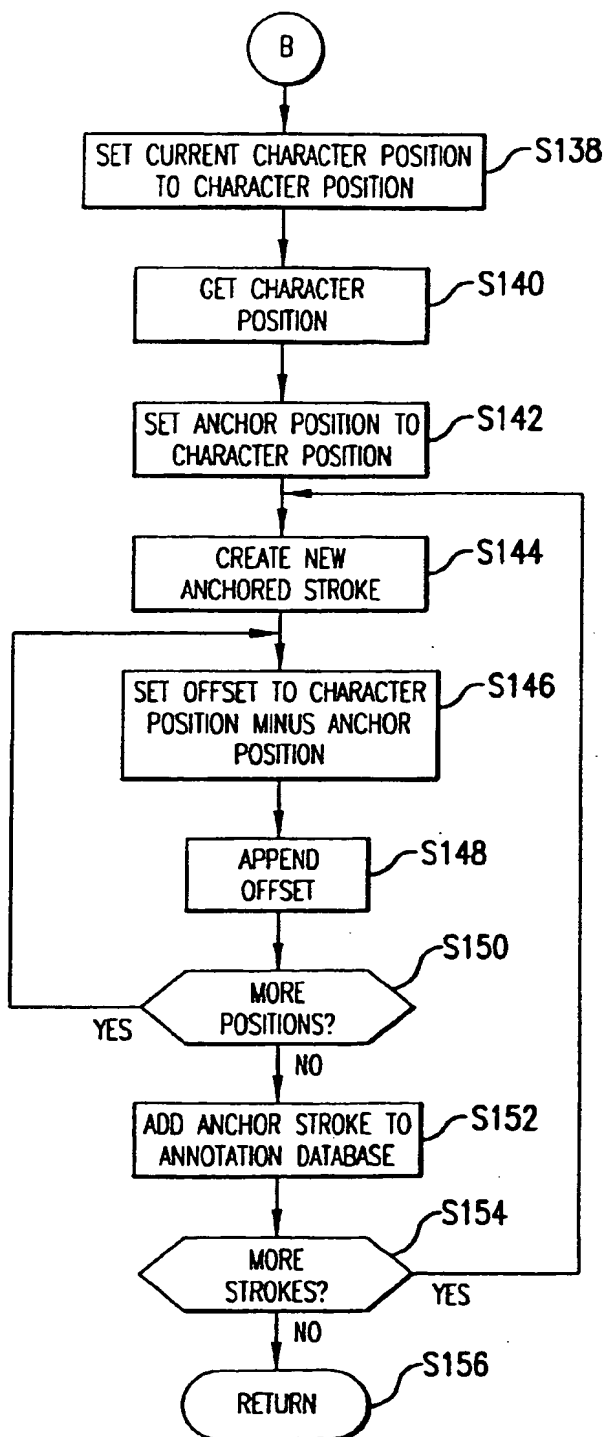 B
SET CURRENT CHARACTER POSITION
TO CHARACTER POSITION
S138
GET CHARACTER
POSITION
S140
SET ANCHOR POSITION TO
CHARACTER POSITION
S142
CREATE NEW
ANCHORED STROKE
S144
SET OFFSET TO CHARACTER
POSITION MINUS ANCHOR
POSITION
S146
APPEND
OFFSET
S148
MORE
POSITIONS?
S150
YES
NO
ADD ANCHOR STROKE TO
ANNOTATION DATABASE
S152
MORE
STROKES?
S154
YES
NO
RETURN
S156